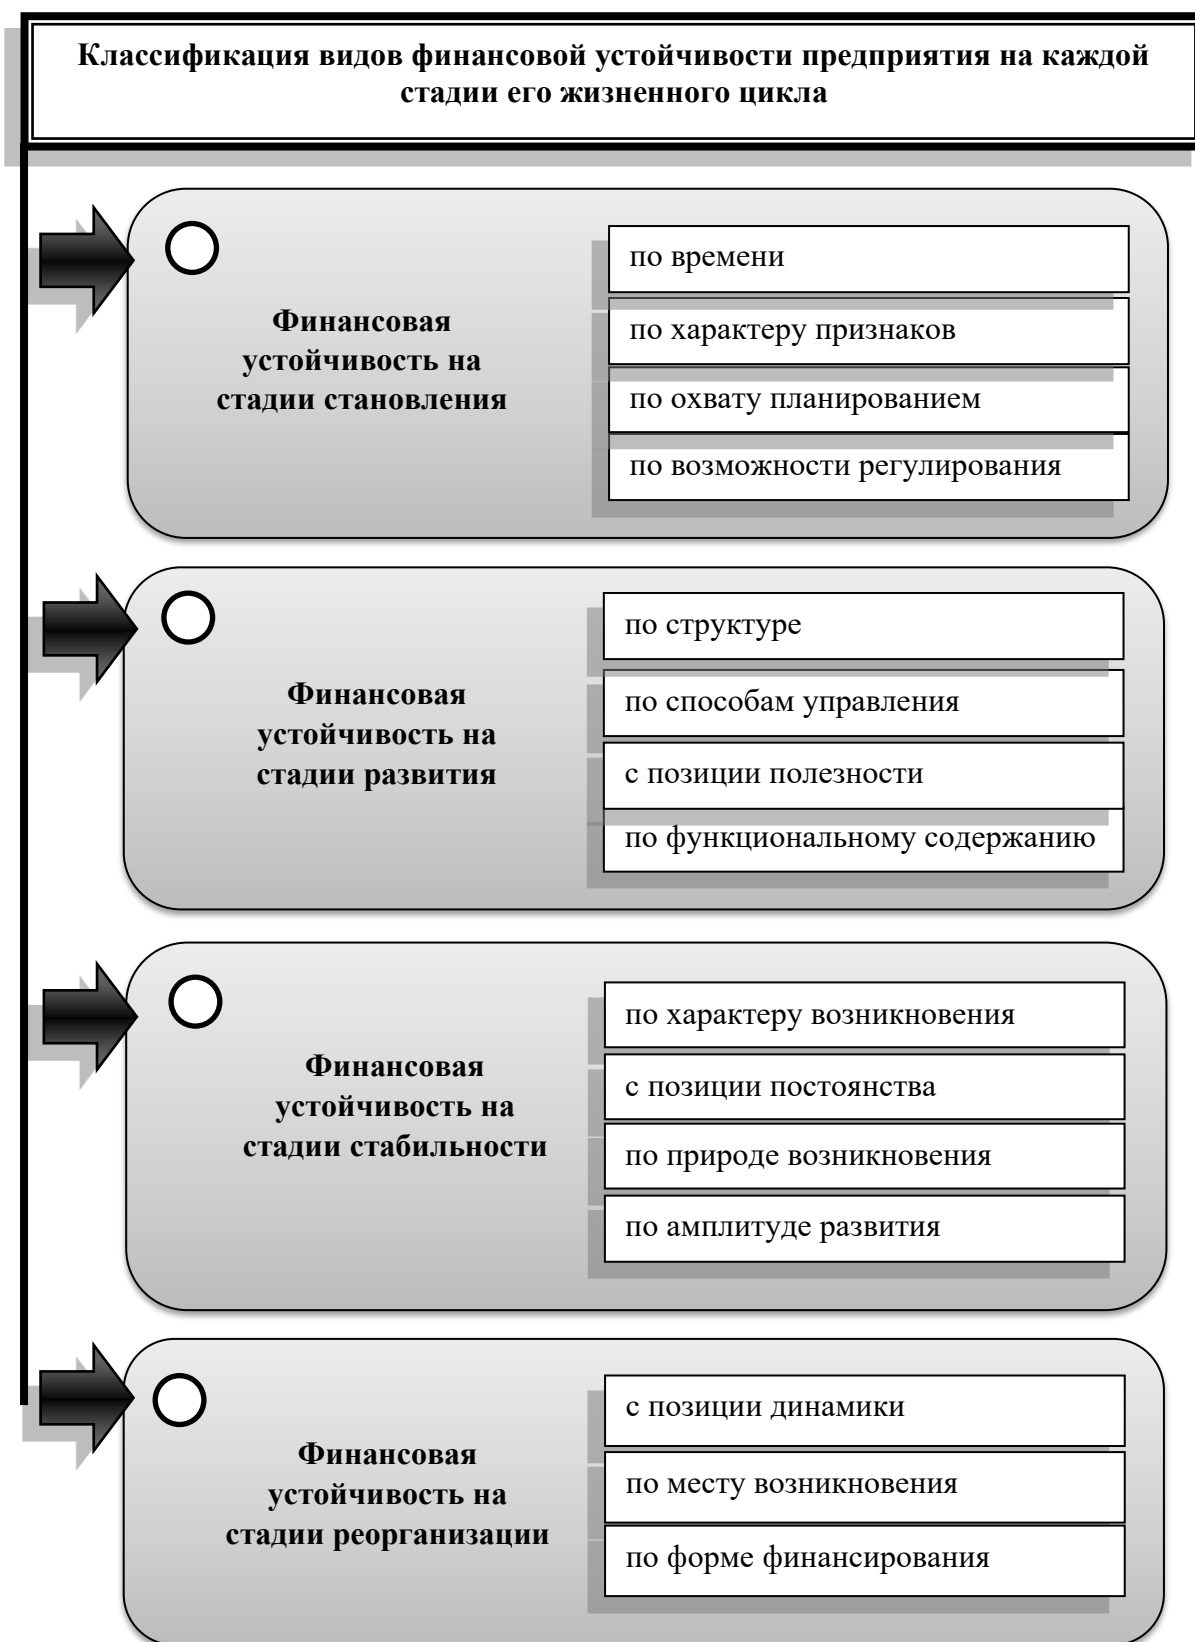 Классификация видов финансовой устойчивости предприятия на каждой
стадии его жизненного цикла
Финансовая
устойчивость на
стадии становления
по времени
по характеру признаков
по охвату планированием
по возможности регулирования
Финансовая
устойчивость на
стадии развития
по структуре
по способам управления
с позиции полезности
по функциональному содержанию
Финансовая
устойчивость на
стадии стабильности
по характеру возникновения
с позиции постоянства
по природе возникновения
по амплитуде развития
Финансовая
устойчивость на
стадии реорганизации
с позиции динамики
по месту возникновения
по форме финансирования